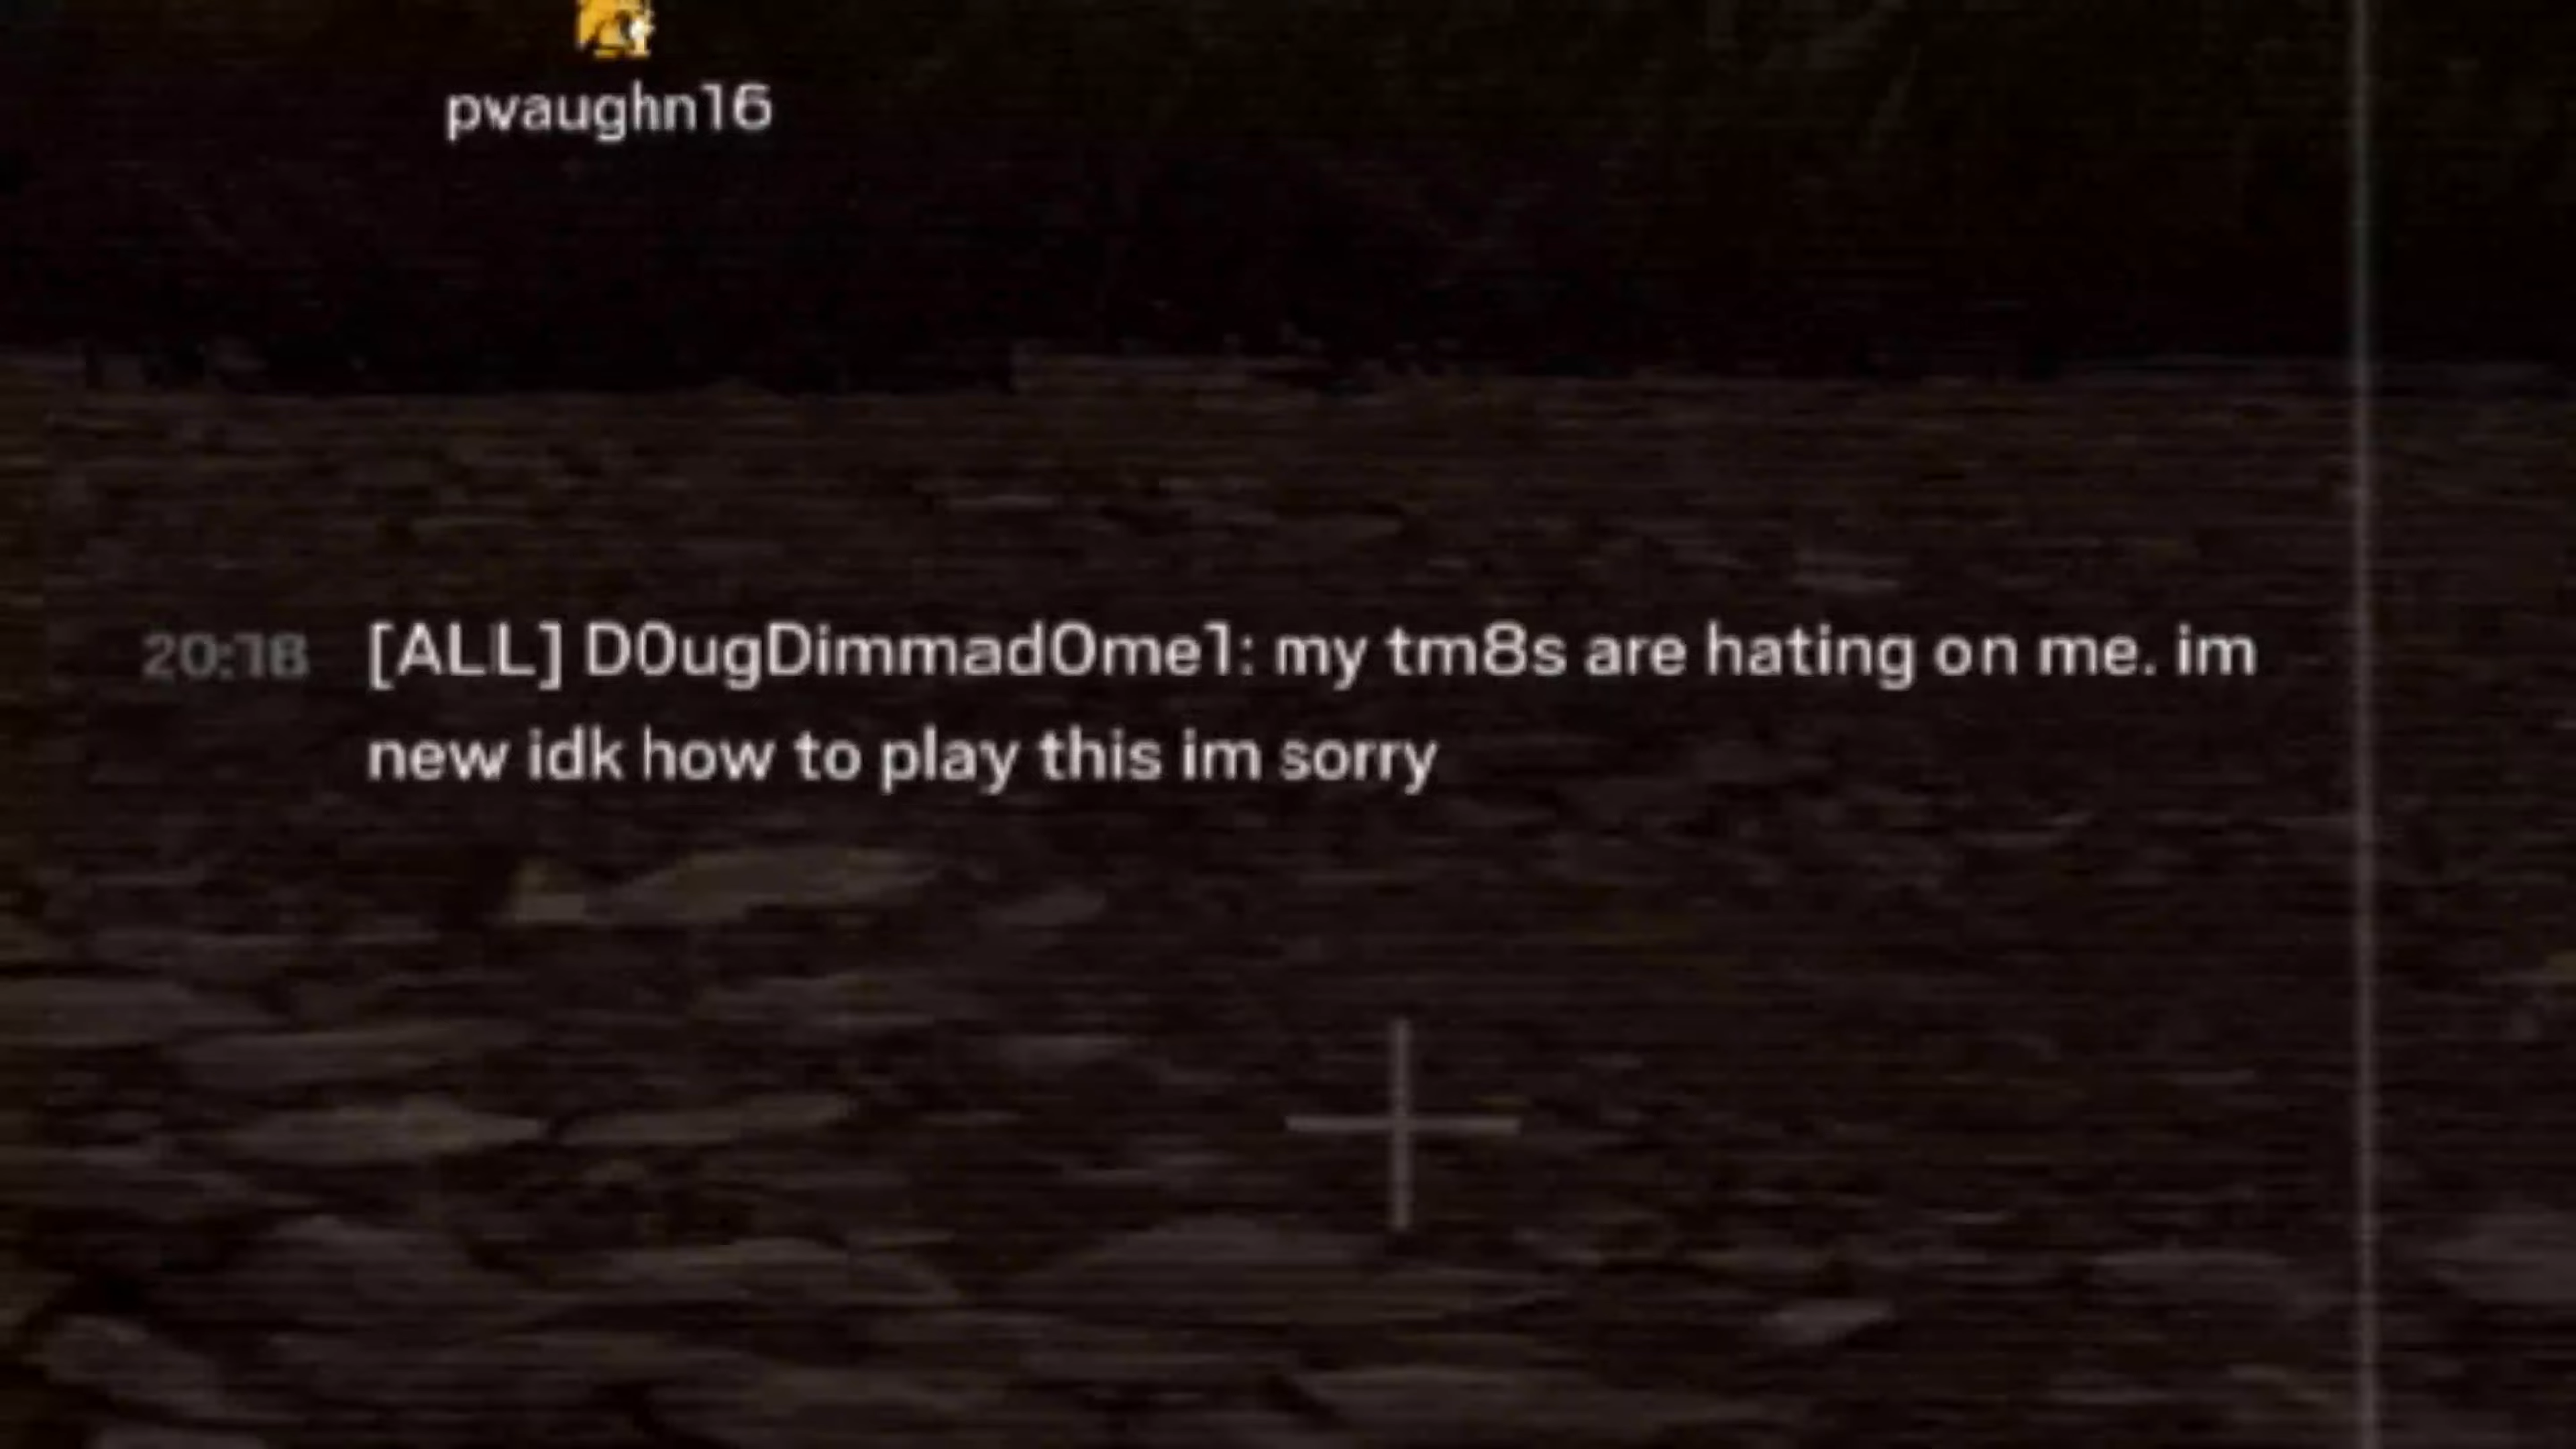 pvaughn16
20:18 [ALL] D0ugDimmadOme1: my tm8s are hating on me. im
new idk how to play this im sorry